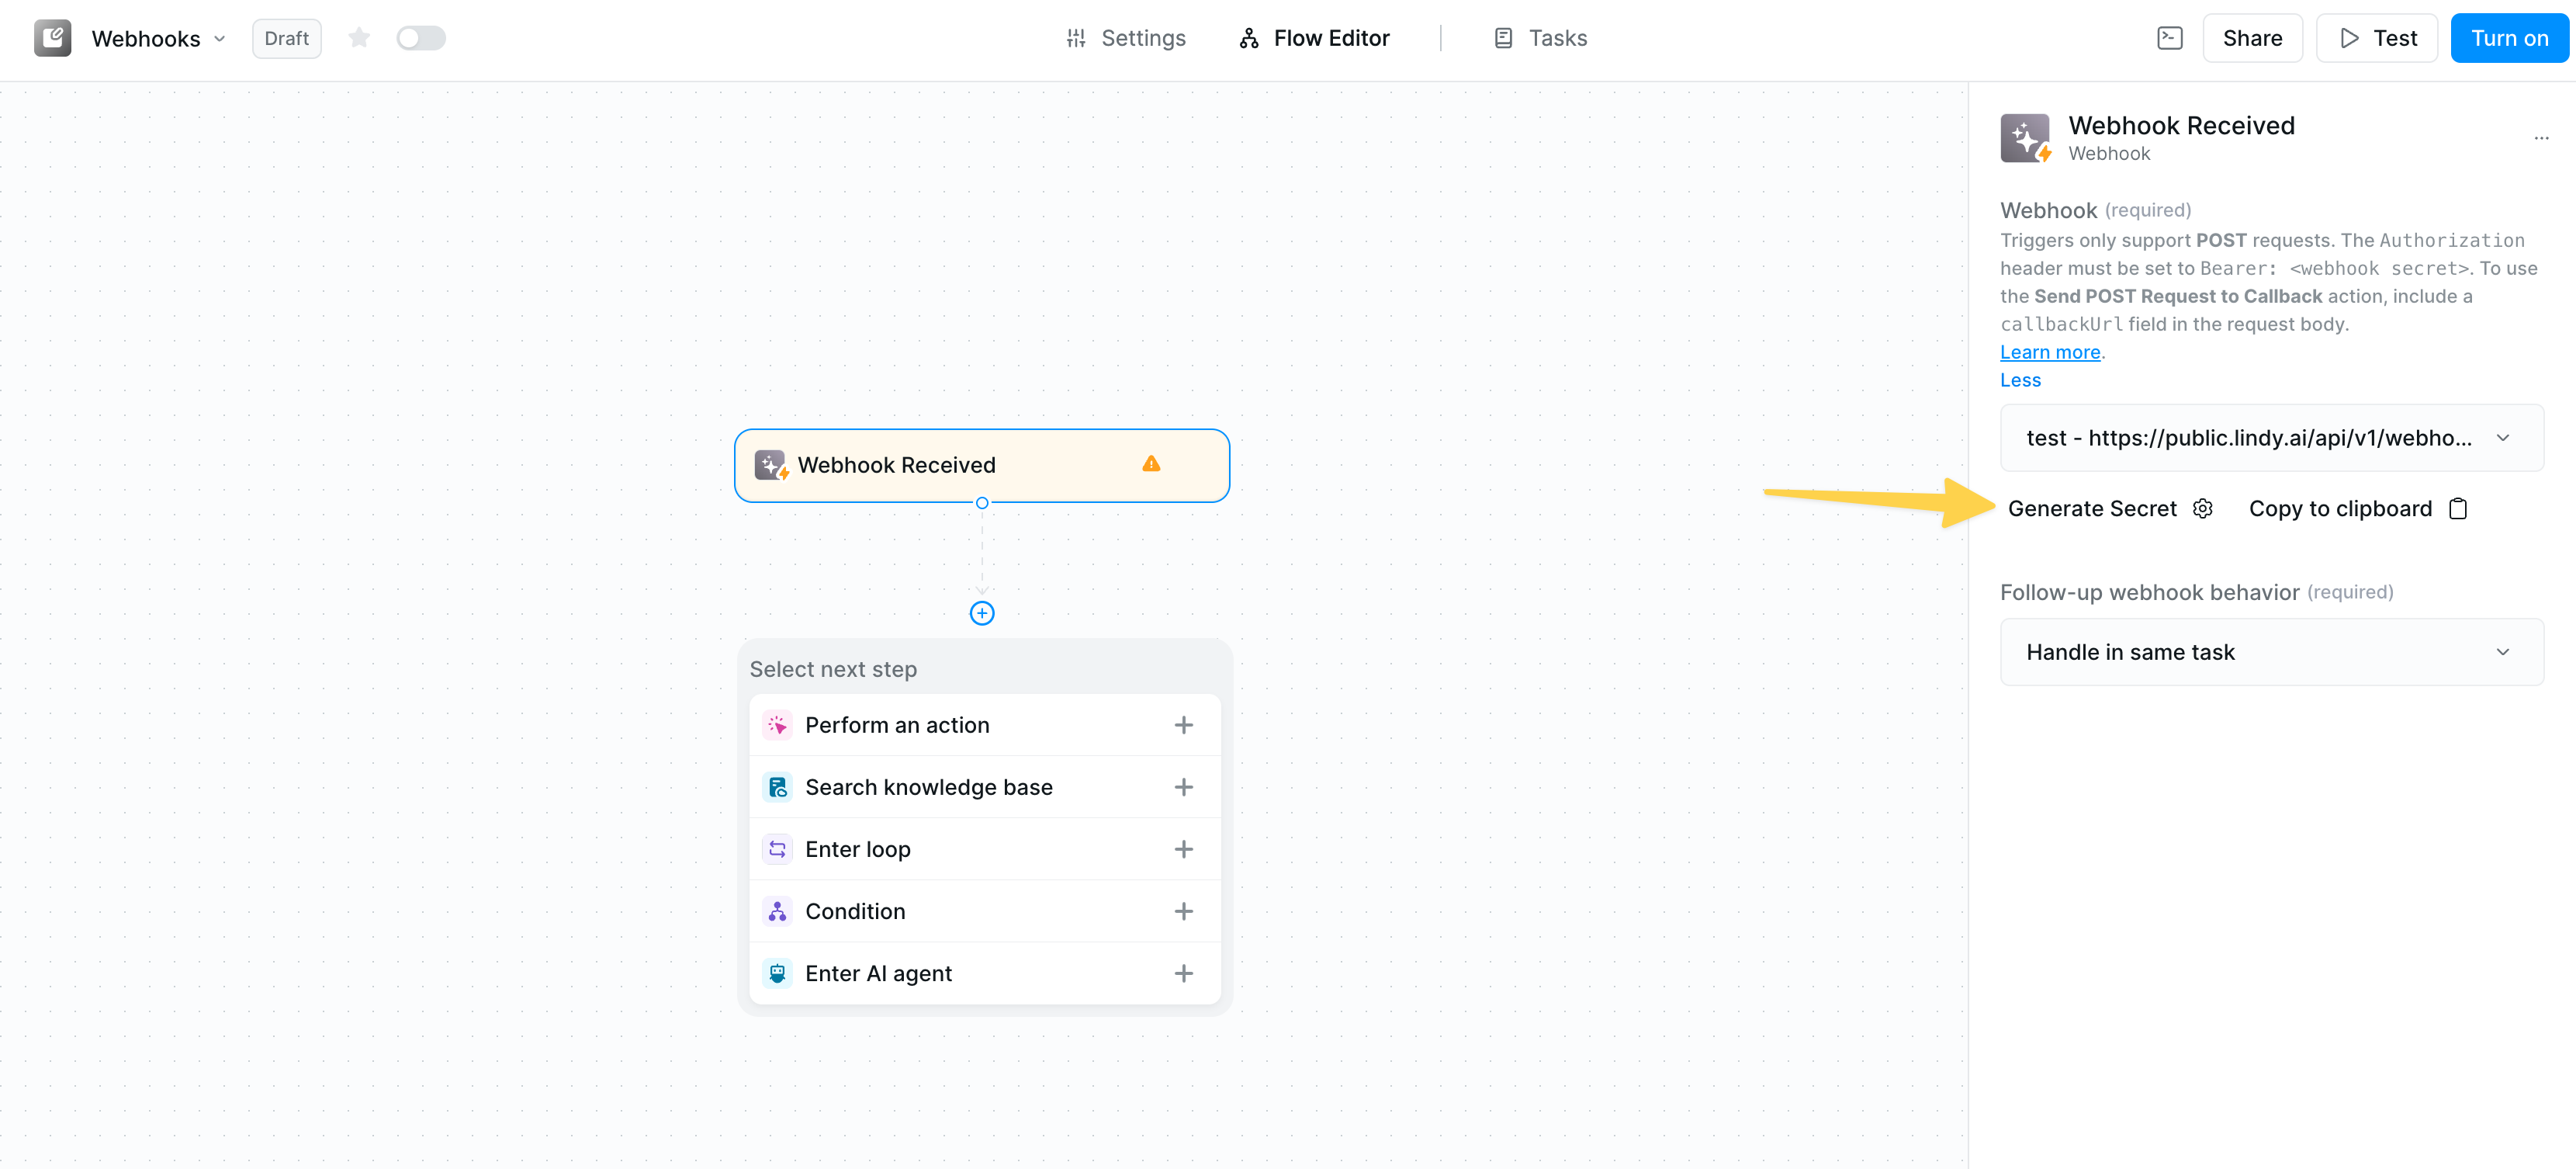 Webhooks
Draft
Settings
Flow Editor
Tasks
Share
Test
Turn on
Webhook Received
Webhook
Webhook (required)
Triggers only support POST requests. The Authorization
header must be set to Bearer: <webhook secret>. To use
the Send POST Request to Callback action, include a
callbackUrl field in the request body.
Learn more.
Less
test - https://public.lindy.ai/api/v1/webho...
Generate Secret
Copy to clipboard
Follow-up webhook behavior (required)
Handle in same task
Webhook Received
Select next step
Perform an action
Search knowledge base
Enter loop
Condition
Enter AI agent